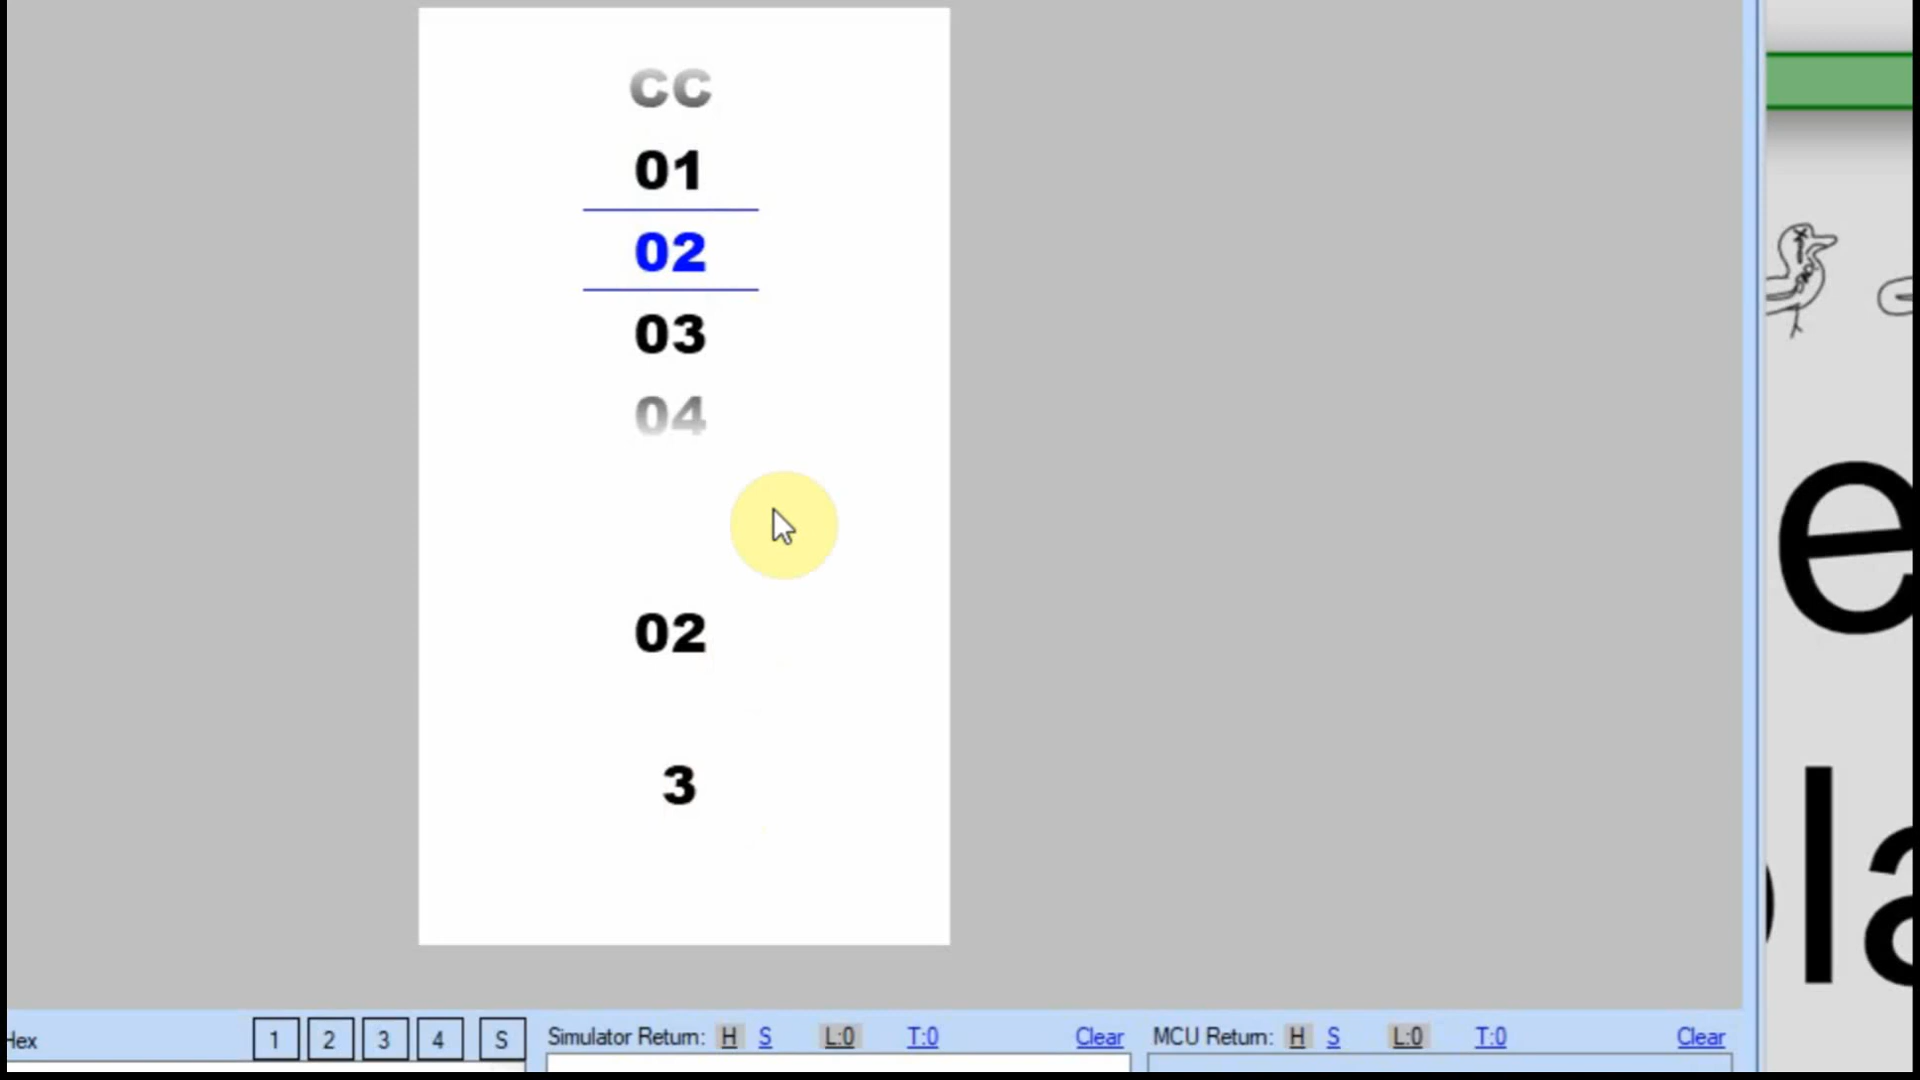 CC
01
02
03
04
02
3
e
la
Hex 1 2 3 4 S Simulator Return: H S L:0 T:0 Clear MCU Return: H S L:0 T:0 Clear